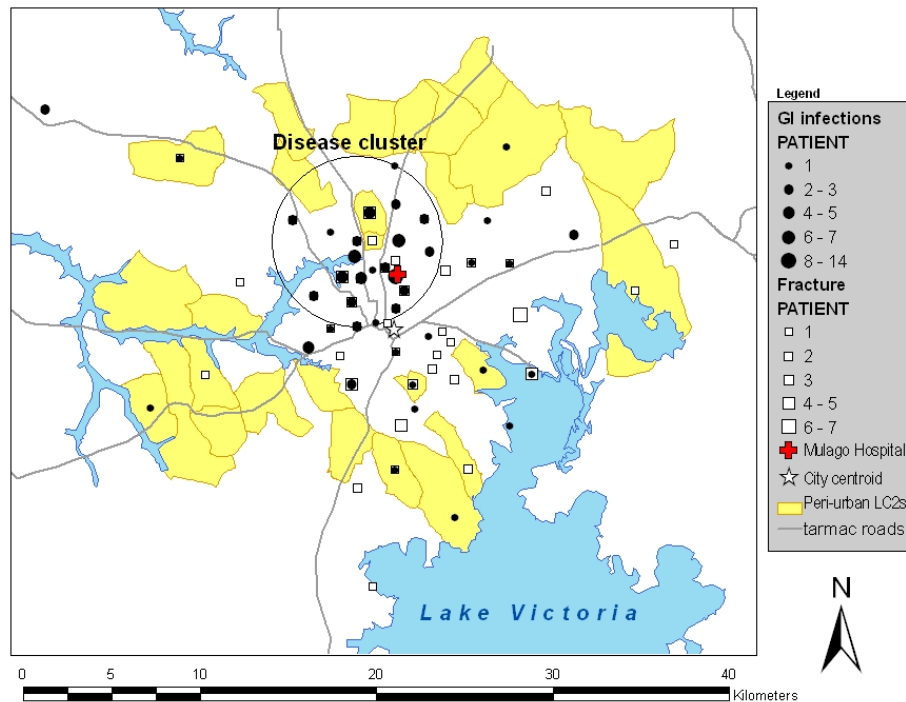 Disease cluster
Lake Victoria
Legend
GI infections
PATIENT
1
2 - 3
4 - 5
6 - 7
8 - 14
Fracture
PATIENT
1
2
3
4 - 5
6 - 7
Mulago Hospital
City centroid
Peri-urban LC2s
tarmac roads
N
0 5 10 20 30 40
Kilometers